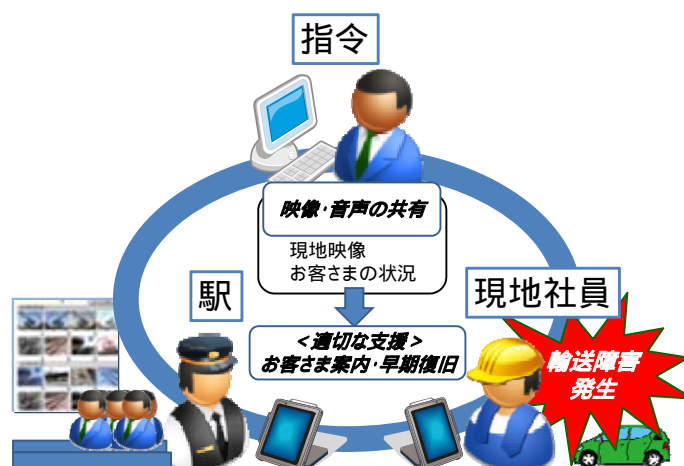 指令
映像・音声の共有
現地映像
お客さまの状況
駅
現地社員
<適切な支援>
お客さま案内・早期復旧
輸送障害
発生